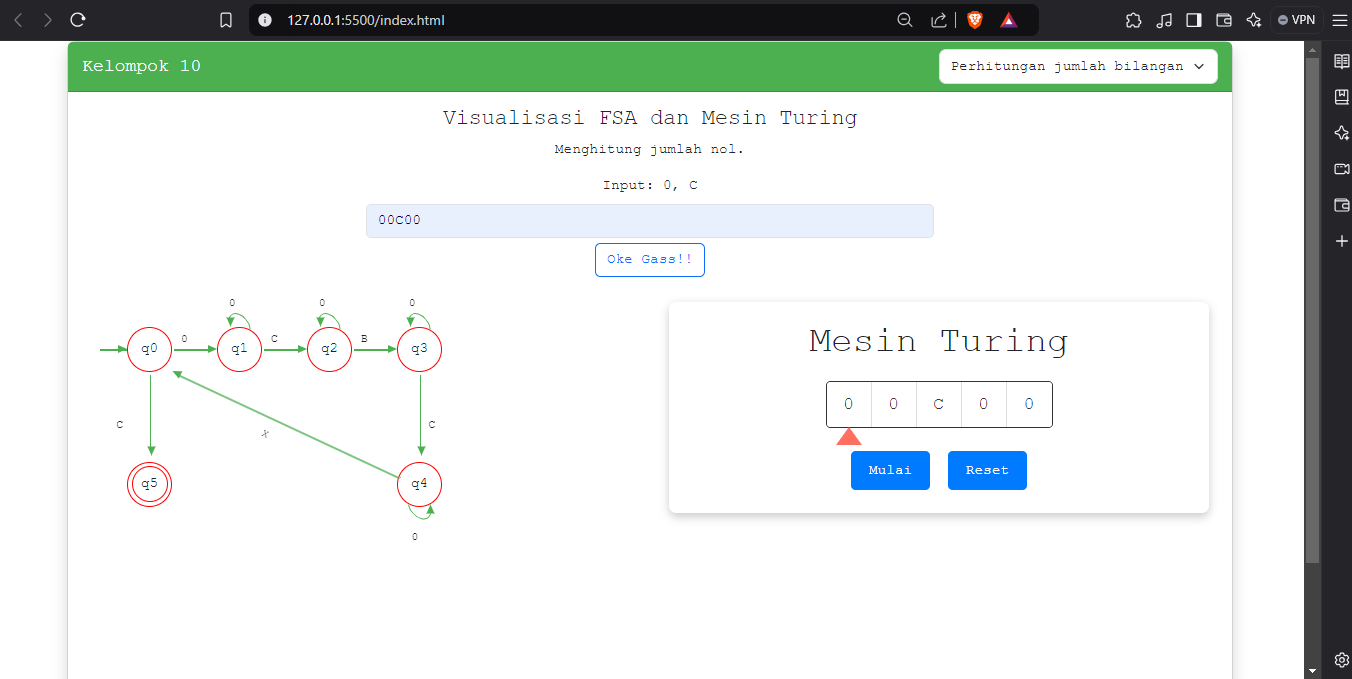 127.0.0.1:5500/index.html
VPN
Kelompok 10
Perhitungan jumlah bilangan
Visualisasi FSA dan Mesin Turing
Menghitung jumlah nol.
Input: 0, C
00C00
Oke Gass!!
0 0 0
q0 0 q1 C q2 B q3
C X C
q5 q4
0
Mesin Turing
0 0 C 0 0
Mulai Reset